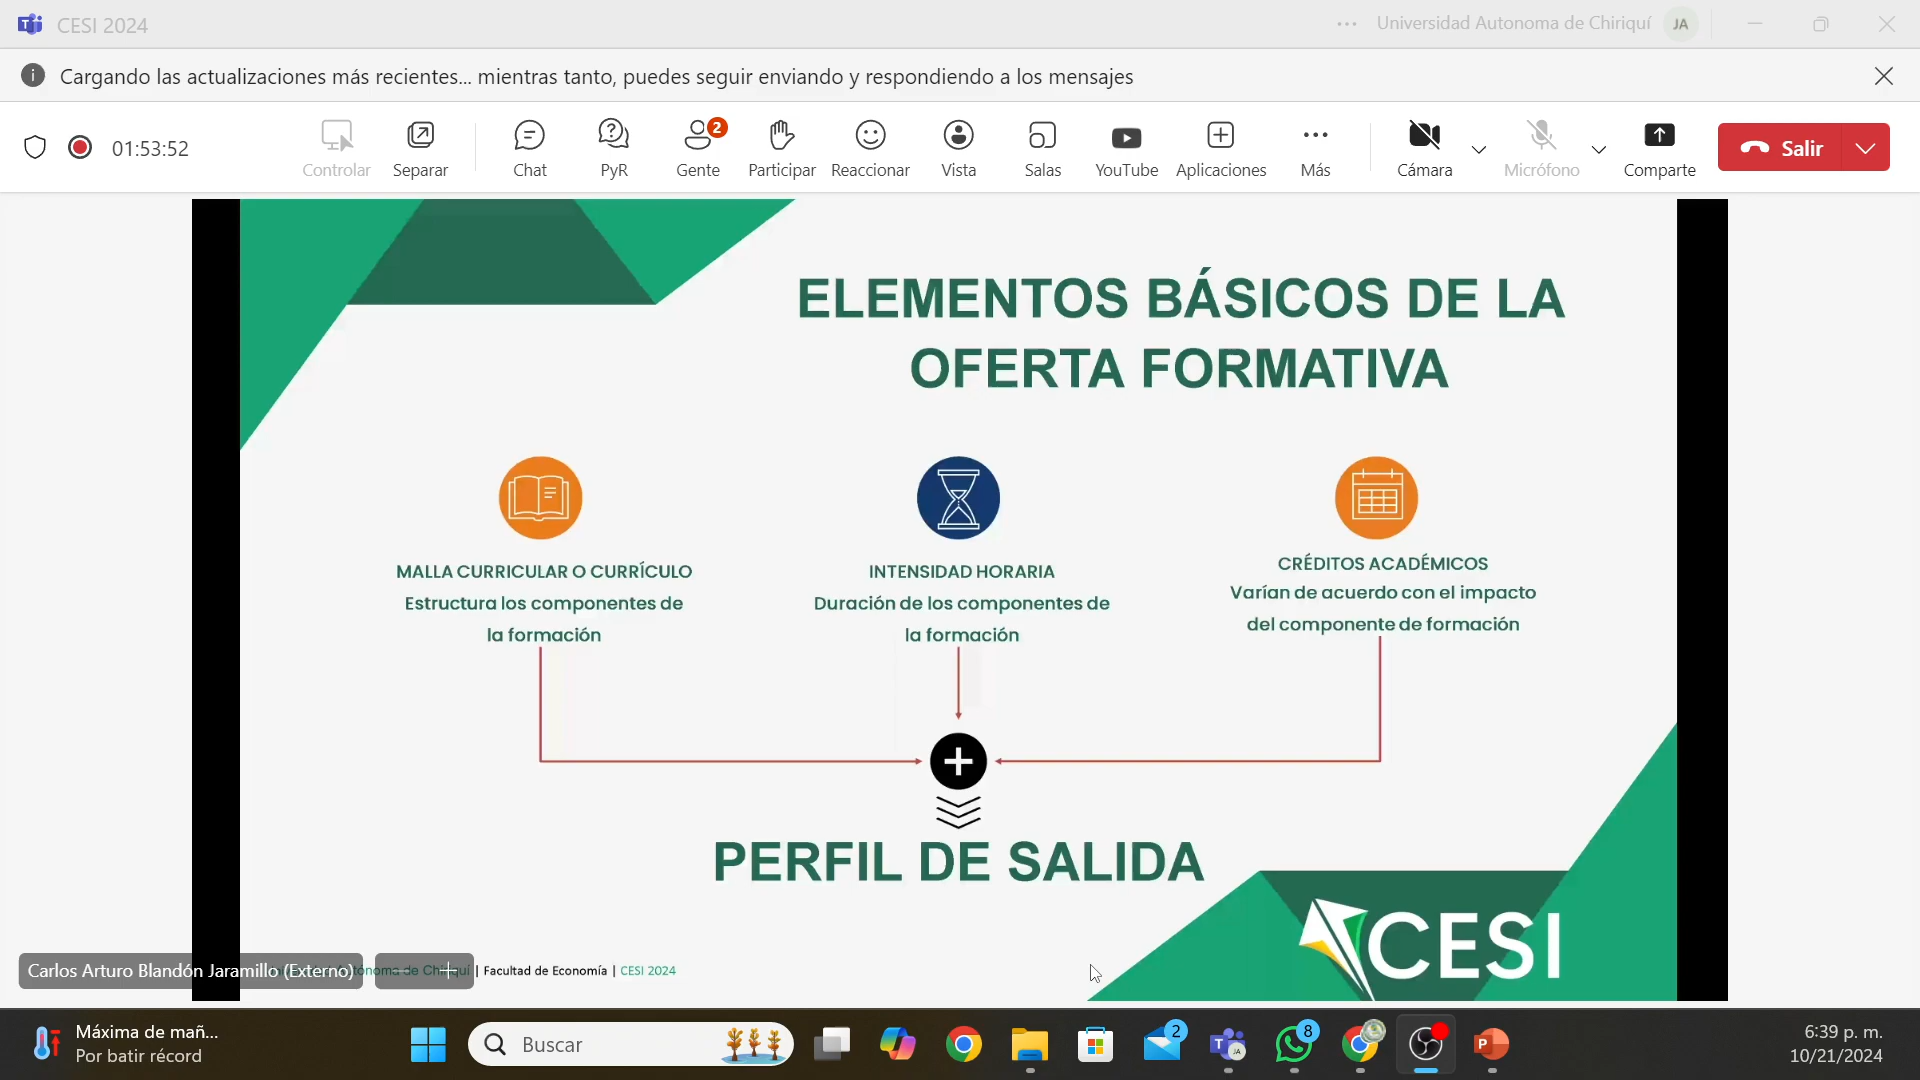 CESI 2024
Universidad Autonoma de Chiriquí
JA
Cargando las actualizaciones más recientes... mientras tanto, puedes seguir enviando y respondiendo a los mensajes
01:53:52
Controlar
Separar
Chat
PyR
2
Gente
Participar
Reaccionar
Vista
Salas
YouTube
Aplicaciones
Más
Cámara
Micrófono
Comparte
Salir
ELEMENTOS BÁSICOS DE LA
OFERTA FORMATIVA
MALLA CURRICULAR O CURRÍCULO
Estructura los componentes de
la formación
INTENSIDAD HORARIA
Duración de los componentes de
la formación
CRÉDITOS ACADÉMICOS
Varían de acuerdo con el impacto
del componente de formación
PERFIL DE SALIDA
CESI
Carlos Arturo Blandón Jaramillo (Externo)
de Chiriquí | Facultad de Economía | CESI 2024
Máxima de mañ...
Por batir récord
Buscar
2
JA
8
P
6:39 p. m.
10/21/2024